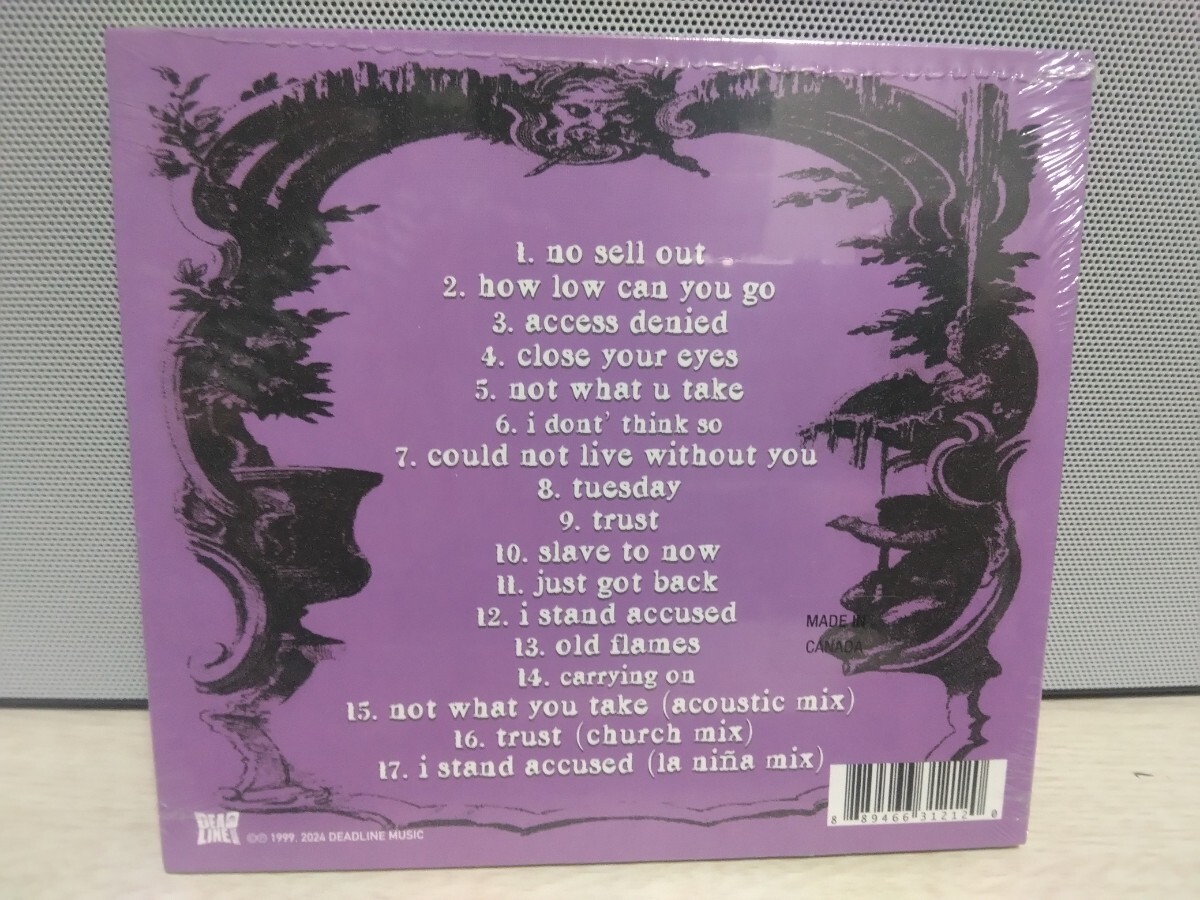 1. no sell out
2. how low can you go
3. access denied
4. close your eyes
5. not what u take
6. i dont' think so
7. could not live without you
8. tuesday
9. trust
10. slave to now
11. just got back
12. i stand accused
13. old flames
14. carrying on
15. not what you take (acoustic mix)
16. trust (church mix)
17. i stand accused (la niña mix)
MADE IN
CANADA
DEAD
LINE
©℗ 1999, 2024 DEADLINE MUSIC
8 89466 31212 0